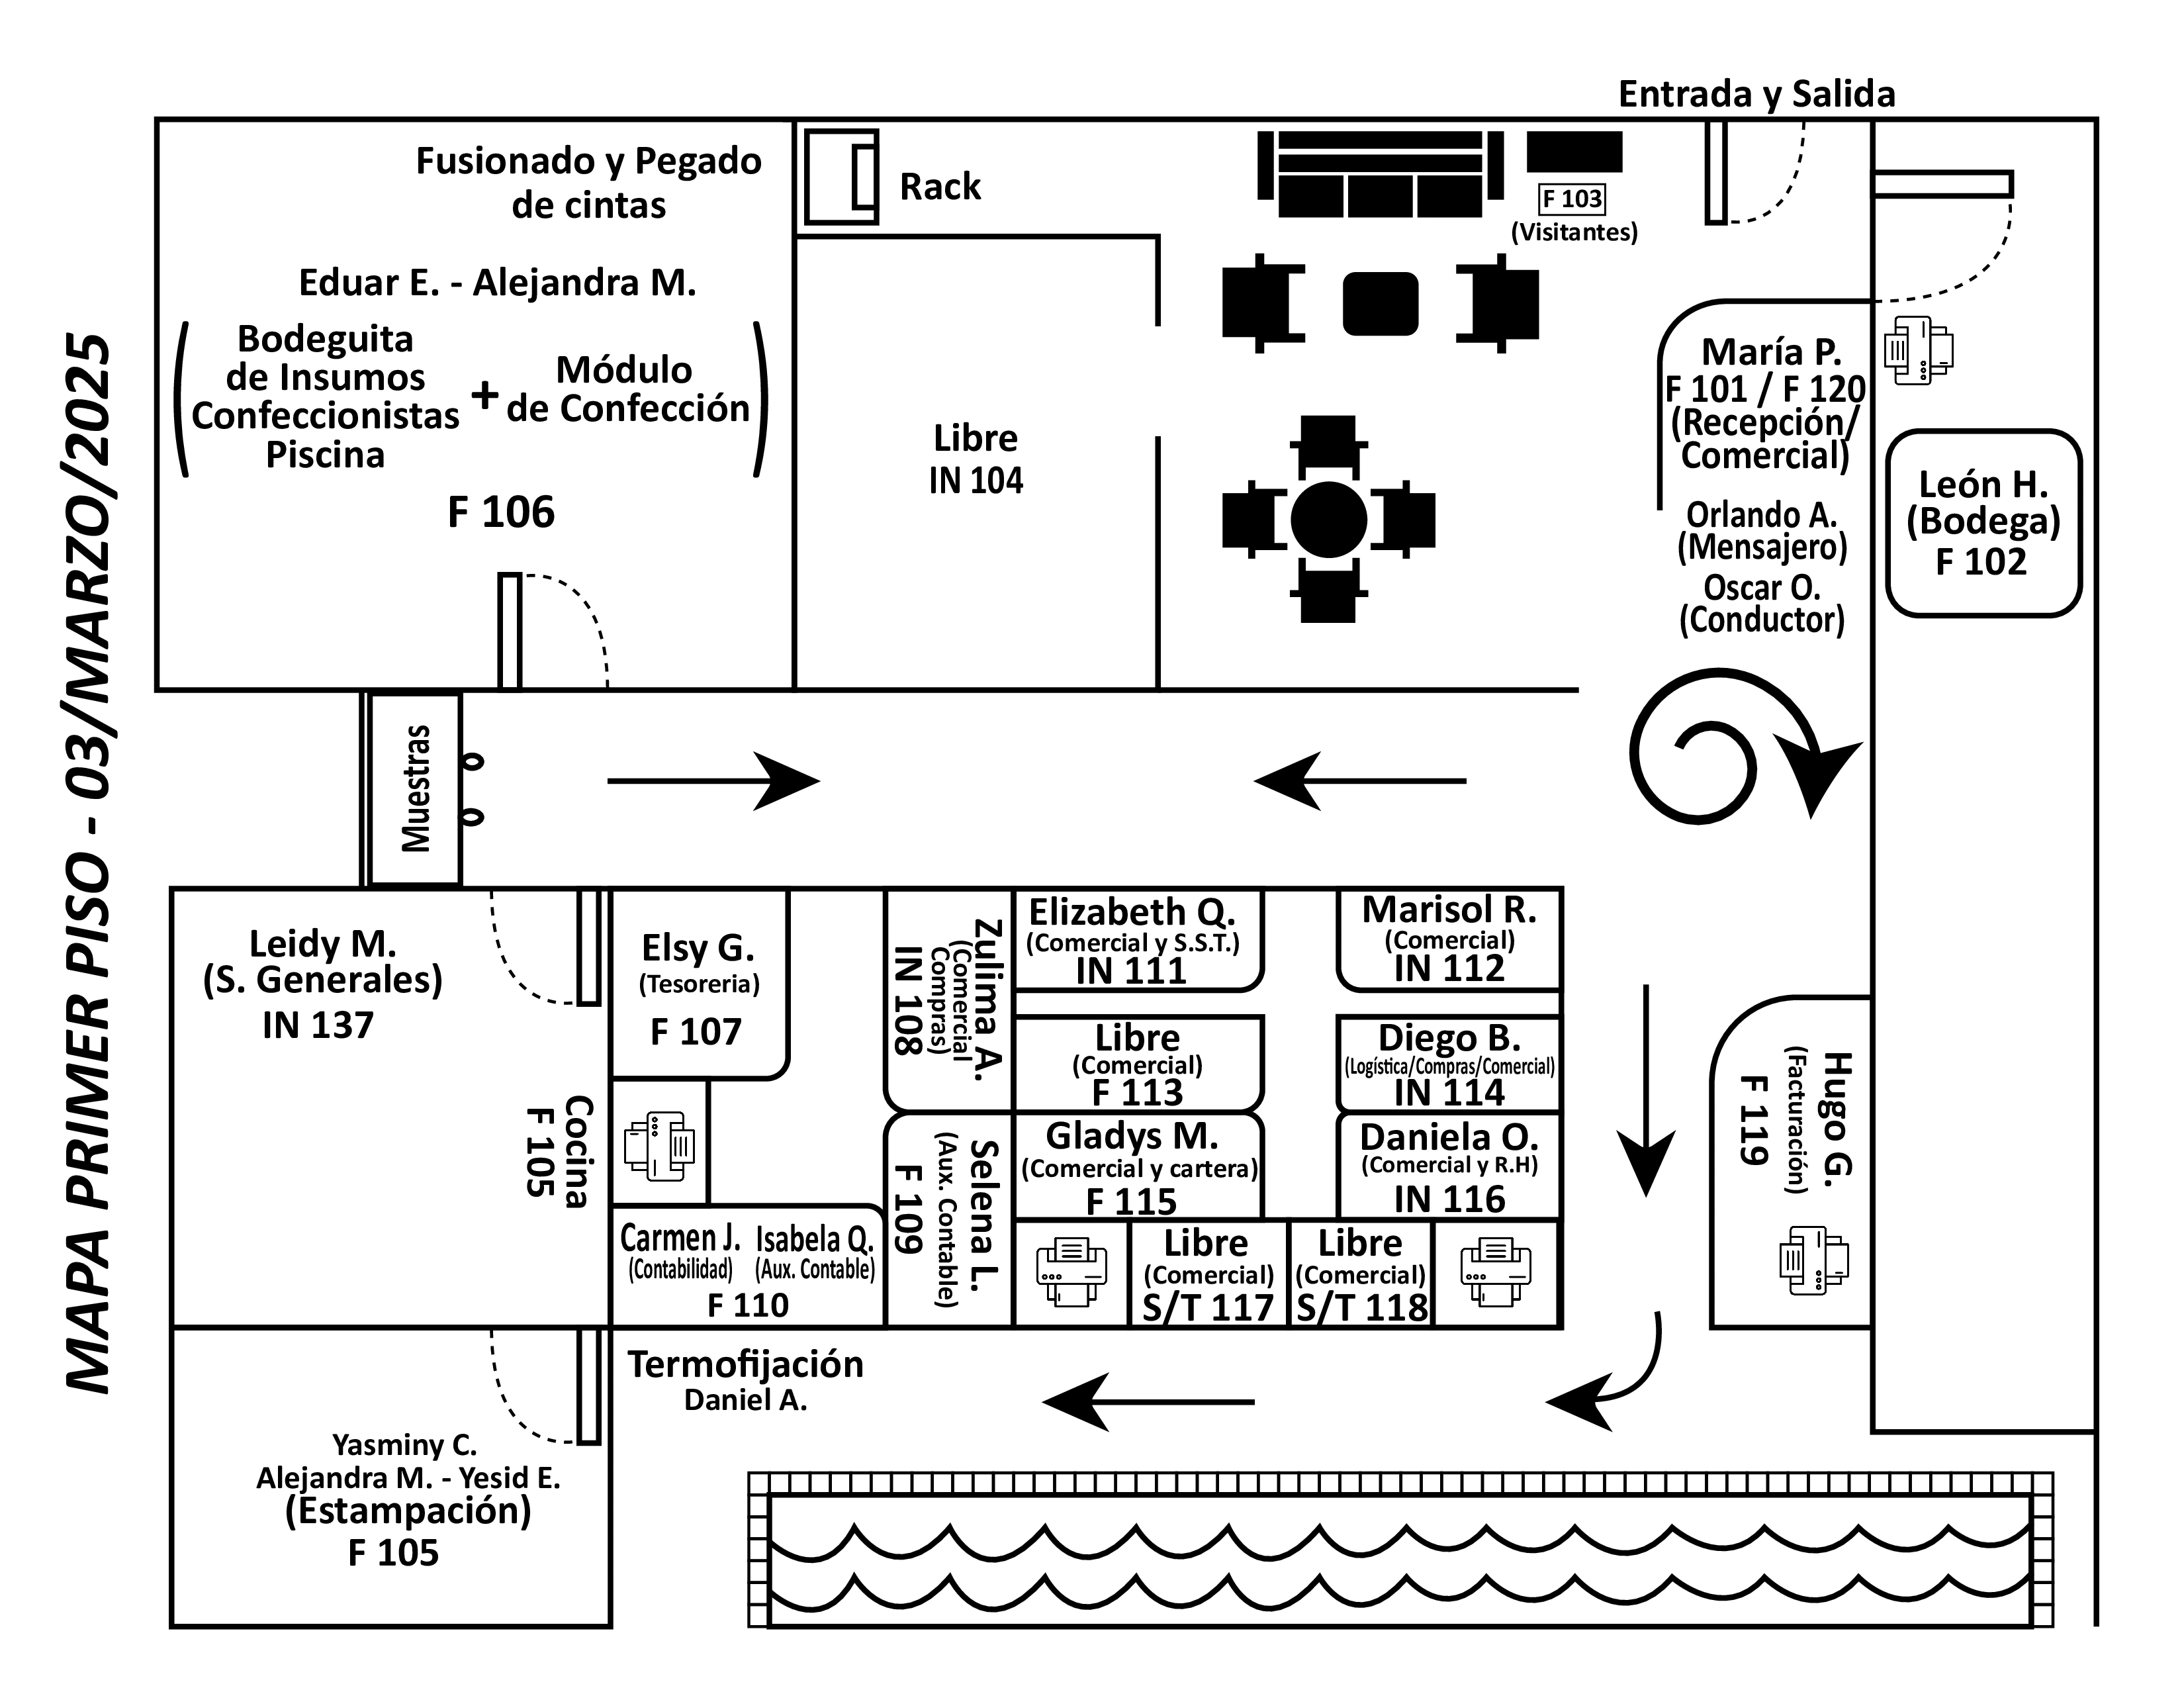 MAPA PRIMER PISO - 03/MARZO/2025
Entrada y Salida
Fusionado y Pegado
de cintas
Eduar E. - Alejandra M.
Bodeguita
de Insumos
Confeccionistas
Piscina
+
Módulo
de Confección
F 106
Rack
Libre
IN 104
F 103
(Visitantes)
María P.
F 101 / F 120
(Recepción/
Comercial)
Orlando A.
(Mensajero)
Oscar O.
(Conductor)
León H.
(Bodega)
F 102
Muestras
Leidy M.
(S. Generales)
IN 137
Cocina
F 105
Elsy G.
(Tesoreria)
F 107
Zulima A.
(Comercial
Compras)
IN 108
Elizabeth Q.
(Comercial y S.S.T.)
IN 111
Marisol R.
(Comercial)
IN 112
Libre
(Comercial)
F 113
Diego B.
(Logística/Compras/Comercial)
IN 114
Selena L.
(Aux. Contable)
F 109
Gladys M.
(Comercial y cartera)
F 115
Daniela O.
(Comercial y R.H)
IN 116
Carmen J.
(Contabilidad)
Isabela Q.
(Aux. Contable)
F 110
Libre
(Comercial)
S/T 117
Libre
(Comercial)
S/T 118
Hugo G.
(Facturación)
F 119
Termofijación
Daniel A.
Yasminy C.
Alejandra M. - Yesid E.
(Estampación)
F 105